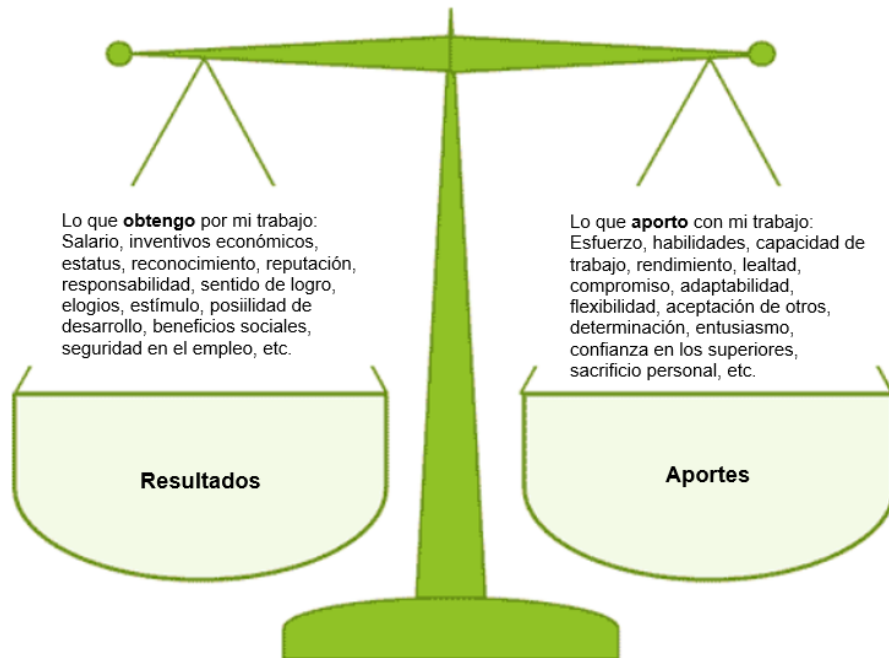 Lo que obtengo por mi trabajo:
Salario, inventivos económicos,
estatus, reconocimiento, reputación,
responsabilidad, sentido de logro,
elogios, estímulo, posiilidad de
desarrollo, beneficios sociales,
seguridad en el empleo, etc.
Resultados
Lo que aporto con mi trabajo:
Esfuerzo, habilidades, capacidad de
trabajo, rendimiento, lealtad,
compromiso, adaptabilidad,
flexibilidad, aceptación de otros,
determinación, entusiasmo,
confianza en los superiores,
sacrificio personal, etc.
Aportes